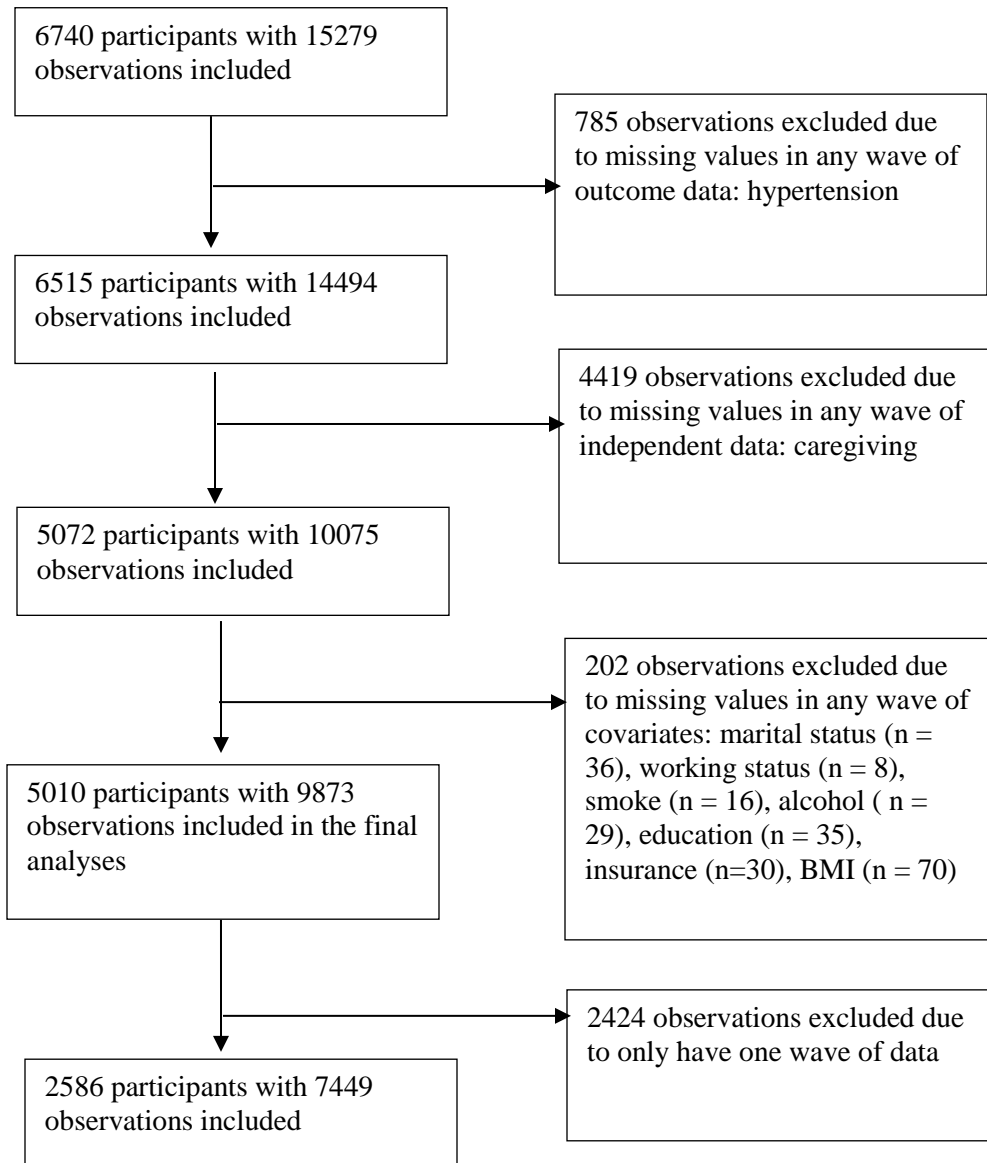 6740 participants with 15279
observations included
785 observations excluded due
to missing values in any wave of
outcome data: hypertension
6515 participants with 14494
observations included
4419 observations excluded due
to missing values in any wave of
independent data: caregiving
5072 participants with 10075
observations included
202 observations excluded due
to missing values in any wave of
covariates: marital status (n =
36), working status (n = 8),
smoke (n = 16), alcohol ( n =
29), education (n = 35),
insurance (n=30), BMI (n = 70)
5010 participants with 9873
observations included in the final
analyses
2424 observations excluded due
to only have one wave of data
2586 participants with 7449
observations included